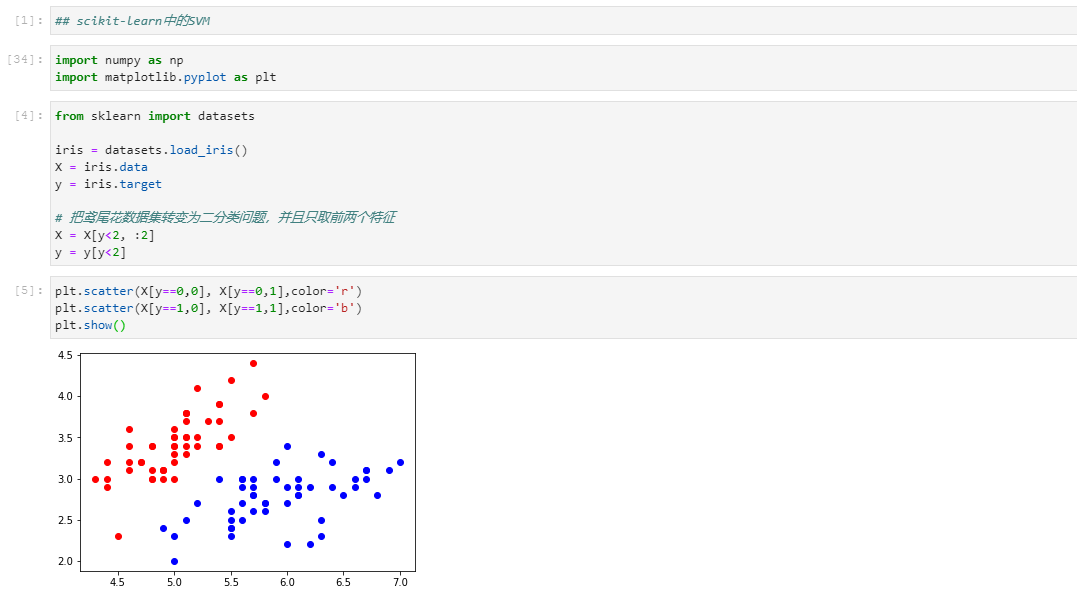 [1]: ## scikit-learn中的SVM
[34]: import numpy as np
import matplotlib.pyplot as plt
[4]: from sklearn import datasets
iris = datasets.load_iris()
X = iris.data
y = iris.target
# 把鸢尾花数据集转变为二分类问题，并且只取前两个特征
X = X[y<2, :2]
y = y[y<2]
[5]: plt.scatter(X[y==0,0], X[y==0,1],color='r')
plt.scatter(X[y==1,0], X[y==1,1],color='b')
plt.show()
4.5
4.0
3.5
3.0
2.5
2.0
4.5 5.0 5.5 6.0 6.5 7.0